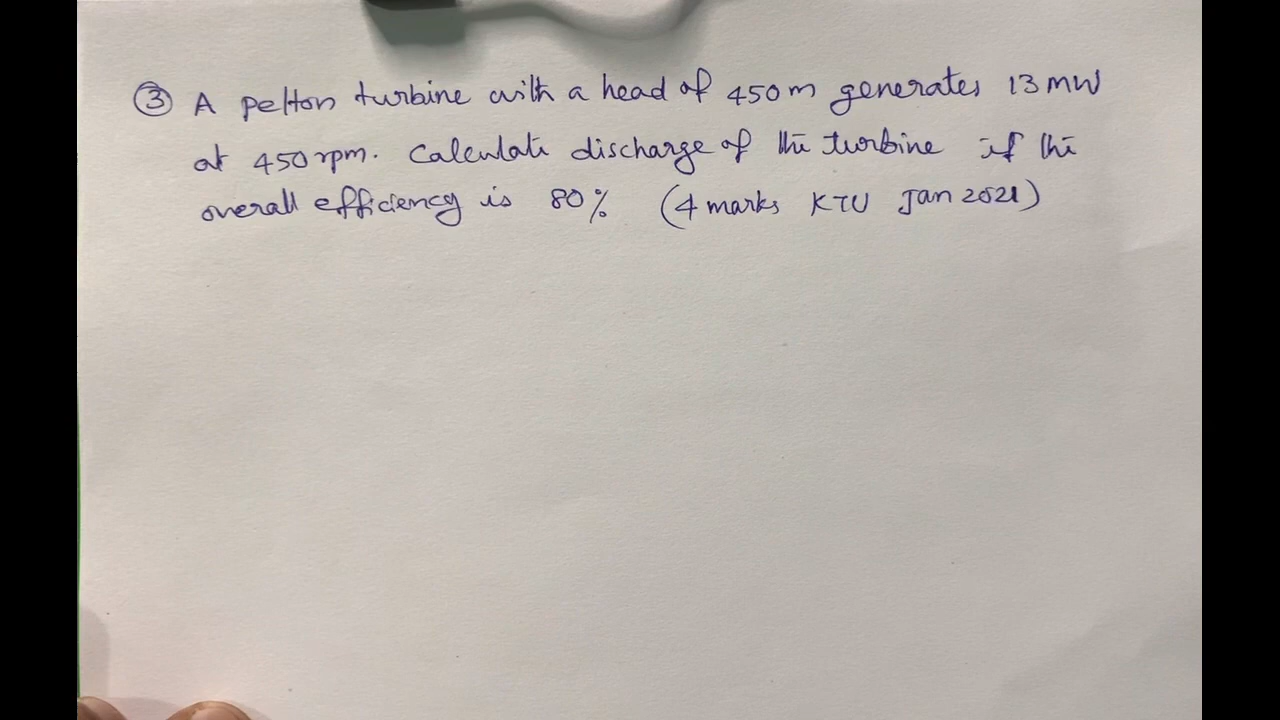 ③ A pelton turbine with a head of 450m generates 13 MW
at 450 rpm. Calculate discharge of the turbine if the
overall efficiency is 80% (4 marks KTU Jan 2021)